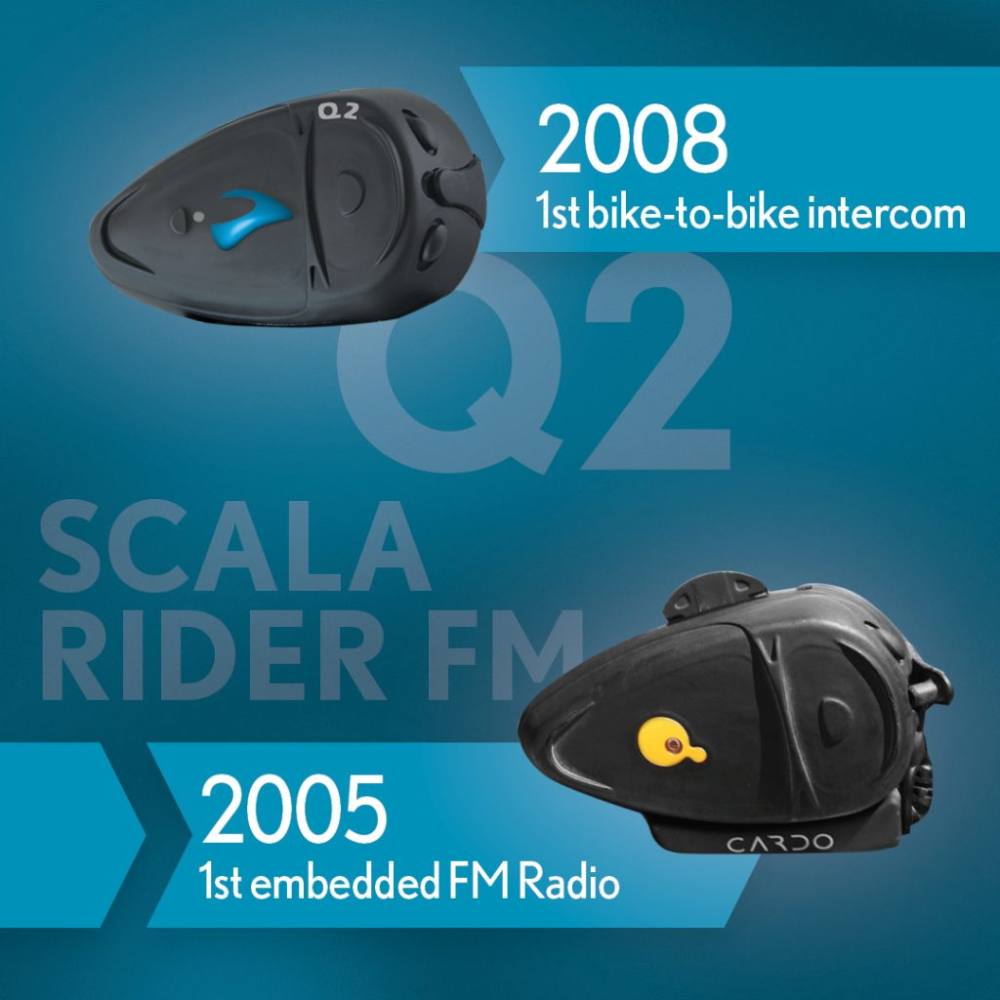 Q2
2008
1st bike-to-bike intercom
Q2
SCALA
RIDER FM
2005
1st embedded FM Radio
CARDO